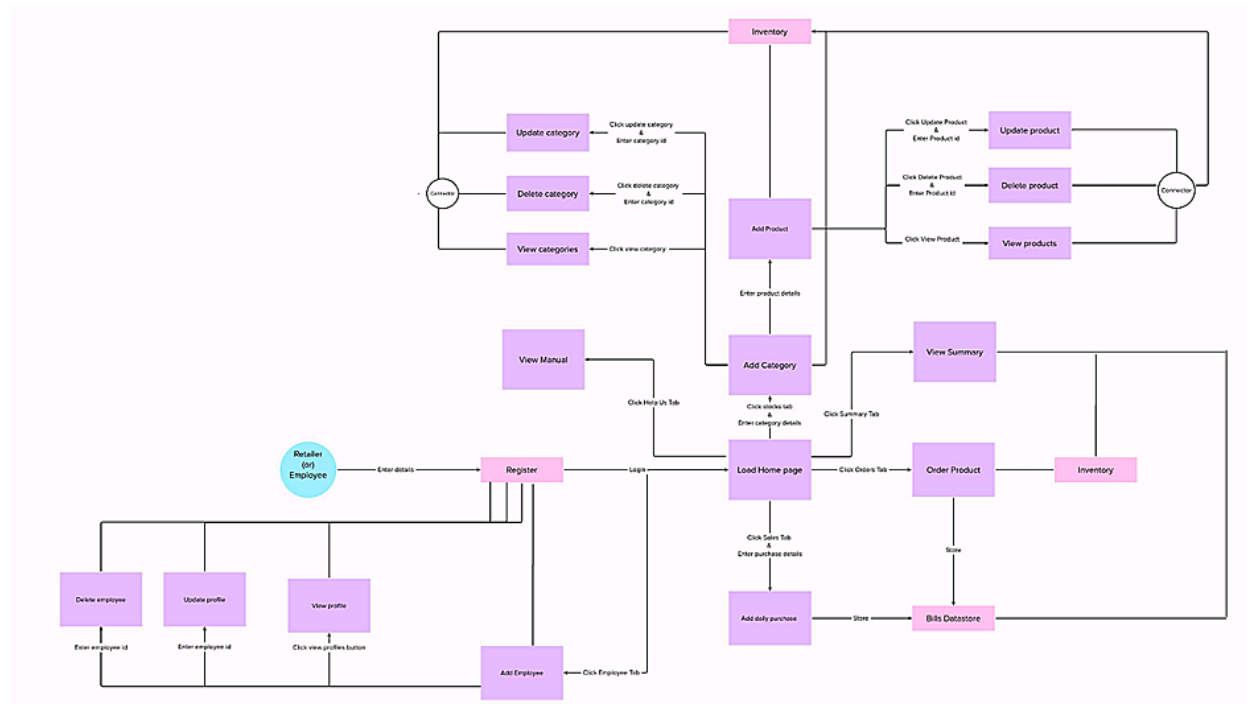 Inventory
Click update category
&
Enter category id
Update category
Click Update Product
&
Enter Product id
Update product
Connector
Delete category
Click delete category
&
Enter category id
Click Delete Product
&
Enter Product id
Delete product
Connector
View categories
Click view category
Add Product
Click View Product
View products
Enter product details
View Manual
Add Category
View Summary
Click Help Us Tab
Click stocks tab
&
Enter category details
Click Summary Tab
Retailer
(or)
Employee
Enter details
Register
Login
Load Home page
Click Orders Tab
Order Product
Inventory
Click Sales Tab
&
Enter purchase details
Store
Delete employee
Update profile
View profile
Add daily purchase
Store
Bills Datastore
Enter employee id
Enter employee id
Click view profiles button
Add Employee
Click Employee Tab